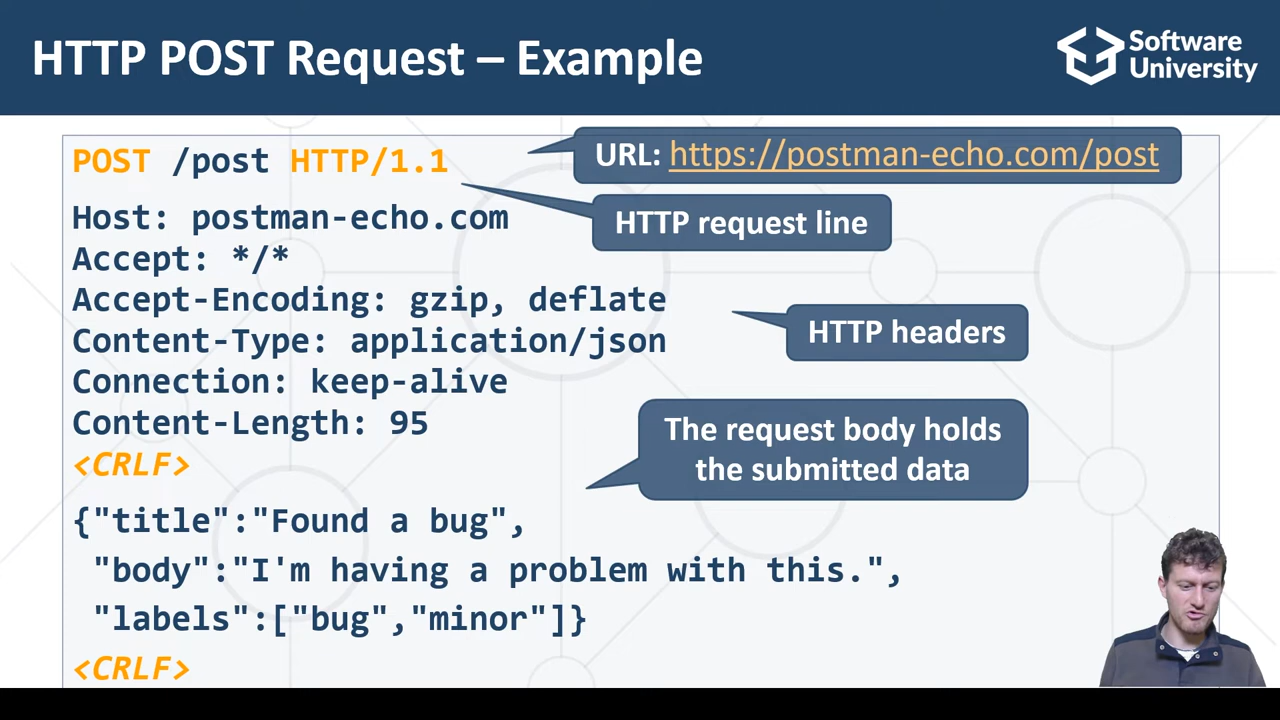 HTTP POST Request – Example
Software
University
POST /post HTTP/1.1
URL: https://postman-echo.com/post
HTTP request line
Host: postman-echo.com
Accept: */*
Accept-Encoding: gzip, deflate
HTTP headers
Content-Type: application/json
Connection: keep-alive
Content-Length: 95
The request body holds
the submitted data
<CRLF>
{"title":"Found a bug",
"body":"I'm having a problem with this.",
"labels":["bug","minor"]}
<CRLF>